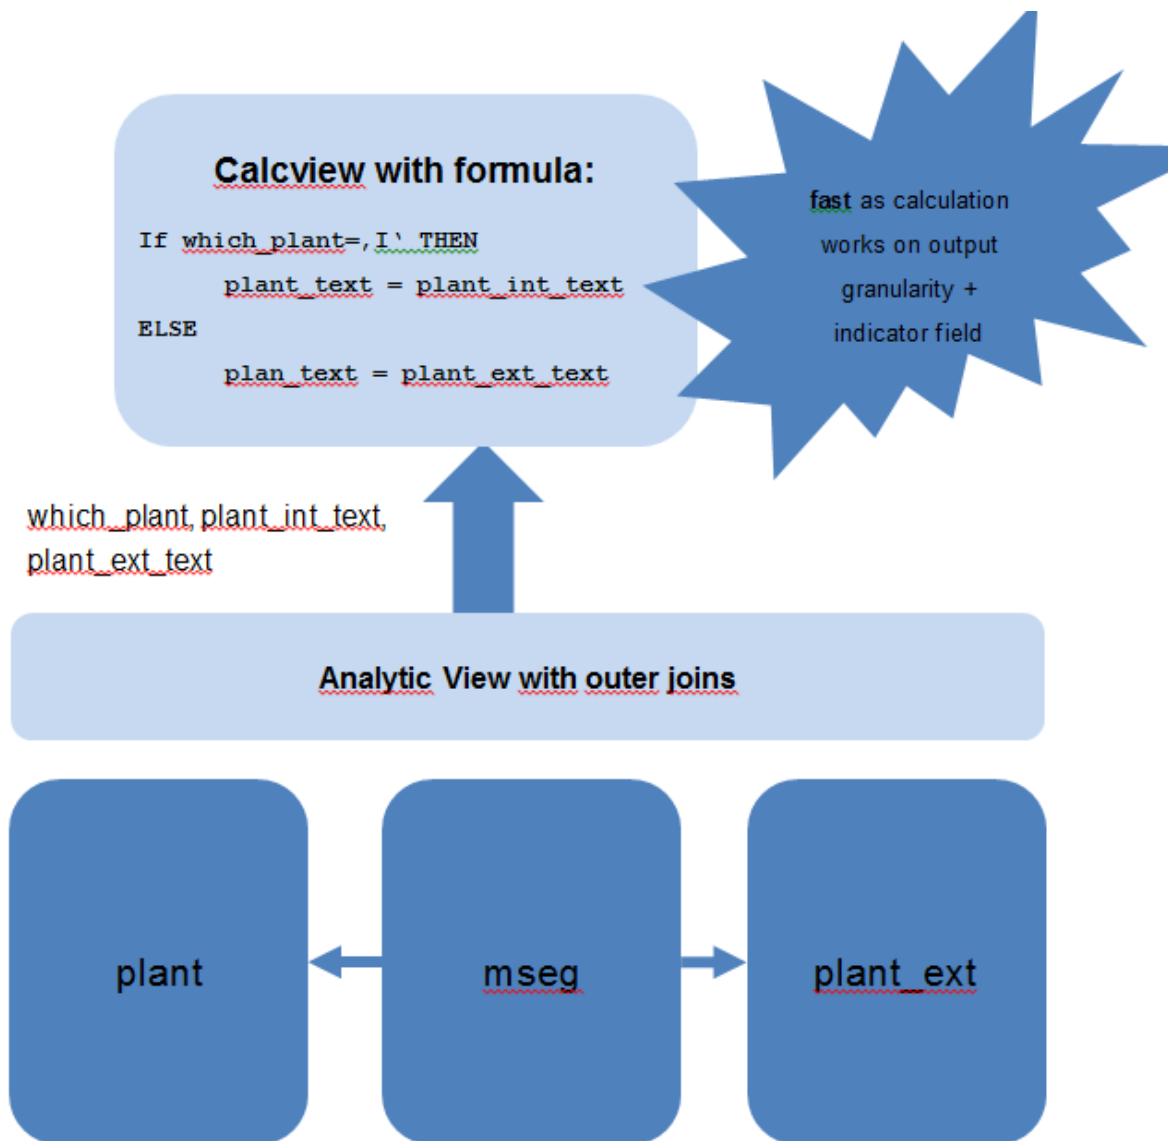 Calcview with formula:
If which_plant=‚I‘ THEN
plant_text = plant_int_text
ELSE
plan_text = plant_ext_text
fast as calculation
works on output
granularity +
indicator field
which_plant, plant_int_text,
plant_ext_text
Analytic View with outer joins
plant
mseg
plant_ext